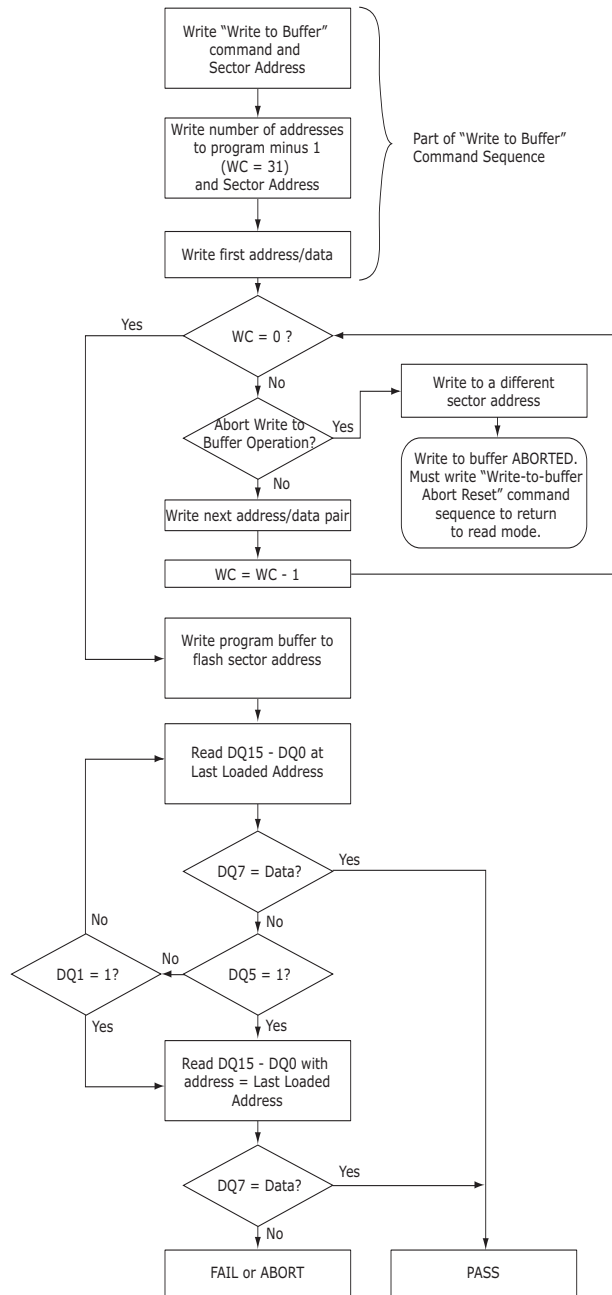 Write “Write to Buffer”
command and
Sector Address
Write number of addresses
to program minus 1
(WC = 31)
and Sector Address
Part of “Write to Buffer”
Command Sequence
Write first address/data
Yes
WC = 0 ?
No
Write to a different
sector address
Abort Write to
Buffer Operation?
Yes
No
Write to buffer ABORTED.
Must write “Write-to-buffer
Abort Reset” command
sequence to return
to read mode.
Write next address/data pair
WC = WC - 1
Write program buffer to
flash sector address
Read DQ15 - DQ0 at
Last Loaded Address
DQ7 = Data?
Yes
No
No
DQ1 = 1?
No
DQ5 = 1?
Yes
Yes
Read DQ15 - DQ0 with
address = Last Loaded
Address
DQ7 = Data?
Yes
No
FAIL or ABORT
PASS